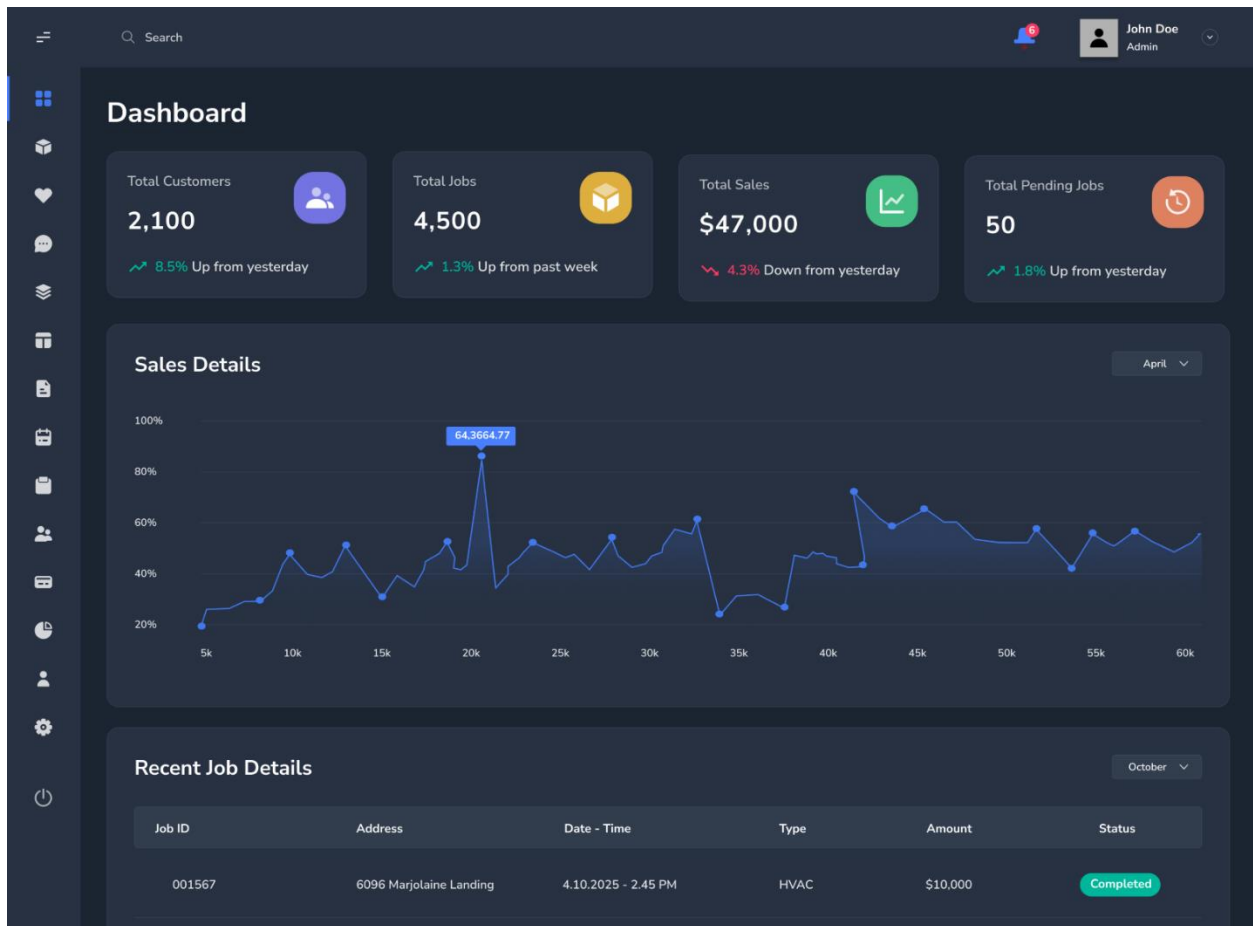 Search
6
John Doe
Admin
Dashboard
Total Customers
2,100
8.5% Up from yesterday
Total Jobs
4,500
1.3% Up from past week
Total Sales
$47,000
4.3% Down from yesterday
Total Pending Jobs
50
1.8% Up from yesterday
Sales Details
April
100%
80%
60%
40%
20%
64,3664.77
5k 10k 15k 20k 25k 30k 35k 40k 45k 50k 55k 60k
Recent Job Details
October
Job ID Address Date - Time Type Amount Status
001567 6096 Marjolaine Landing 4.10.2025 - 2.45 PM HVAC $10,000 Completed